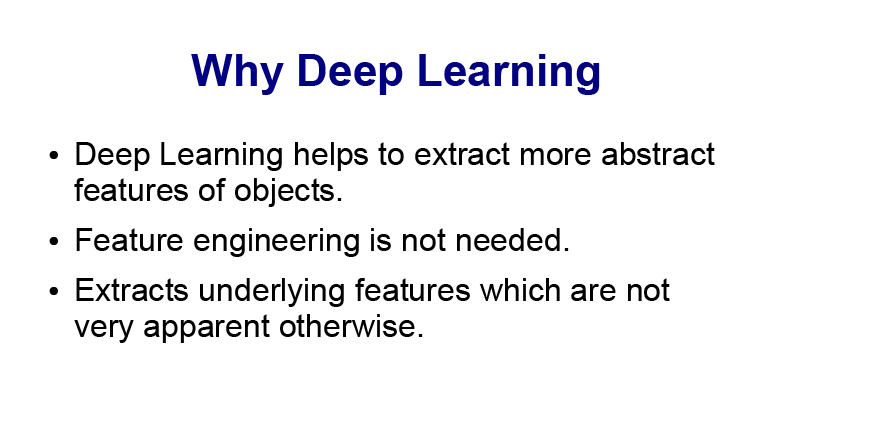 Why Deep Learning
• Deep Learning helps to extract more abstract
features of objects.
• Feature engineering is not needed.
• Extracts underlying features which are not
very apparent otherwise.